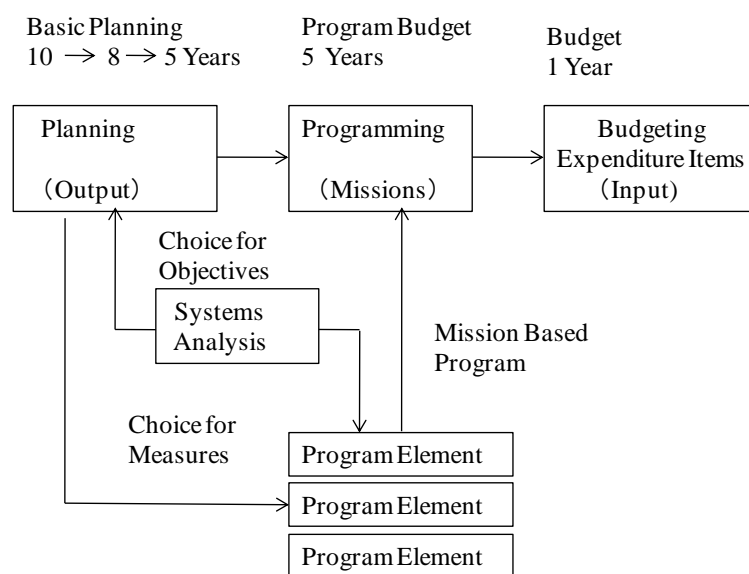 Basic Planning
10 → 8 → 5 Years
Program Budget
5 Years
Budget
1 Year
Planning
（Output）
Programming
（Missions）
Budgeting
Expenditure Items
（Input）
Choice for
Objectives
Systems
Analysis
Mission Based
Program
Choice for
Measures
Program Element
Program Element
Program Element